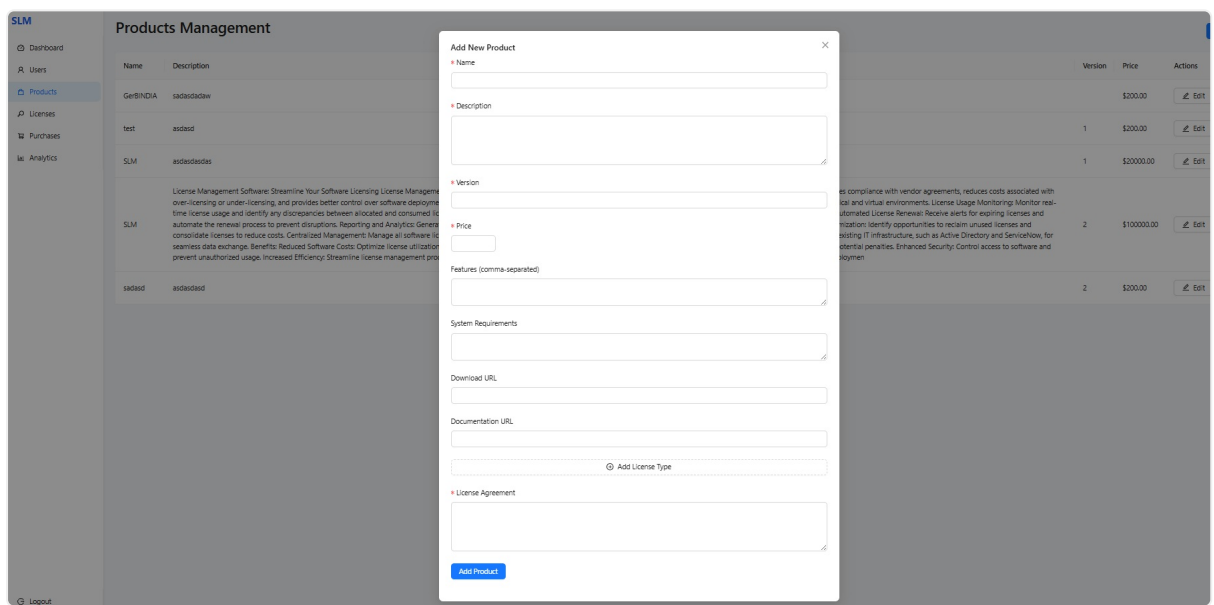 SLM
Products Management
Dashboard
Users
Products
Licenses
Purchases
Analytics
Logout
Name Description Version Price Actions
GerBINDIA sadasdadaw $200.00 Edit
test asdasd 1 $200.00 Edit
SLM asdasdasdas 1 $20000.00 Edit
SLM 2 $100000.00 Edit
License Management Software: Streamline Your Software Licensing License Manageme
over-licensing or under-licensing, and provides better control over software deployme
time license usage and identify any discrepancies between allocated and consumed lic
automate the renewal process to prevent disruptions. Reporting and Analytics: Genera
consolidate licenses to reduce costs. Centralized Management: Manage all software lic
seamless data exchange. Benefits: Reduced Software Costs: Optimize license utilization
prevent unauthorized usage. Increased Efficiency: Streamline license management pro
es compliance with vendor agreements, reduces costs associated with
ical and virtual environments. License Usage Monitoring: Monitor real-
utomated License Renewal: Receive alerts for expiring licenses and
mization: Identify opportunities to reclaim unused licenses and
existing IT infrastructure, such as Active Directory and ServiceNow, for
otential penalties. Enhanced Security: Control access to software and
ploymen
sadasd asdasdasd 2 $200.00 Edit
Add New Product
* Name
* Description
* Version
* Price
Features (comma-separated)
System Requirements
Download URL
Documentation URL
Add License Type
* License Agreement
Add Product